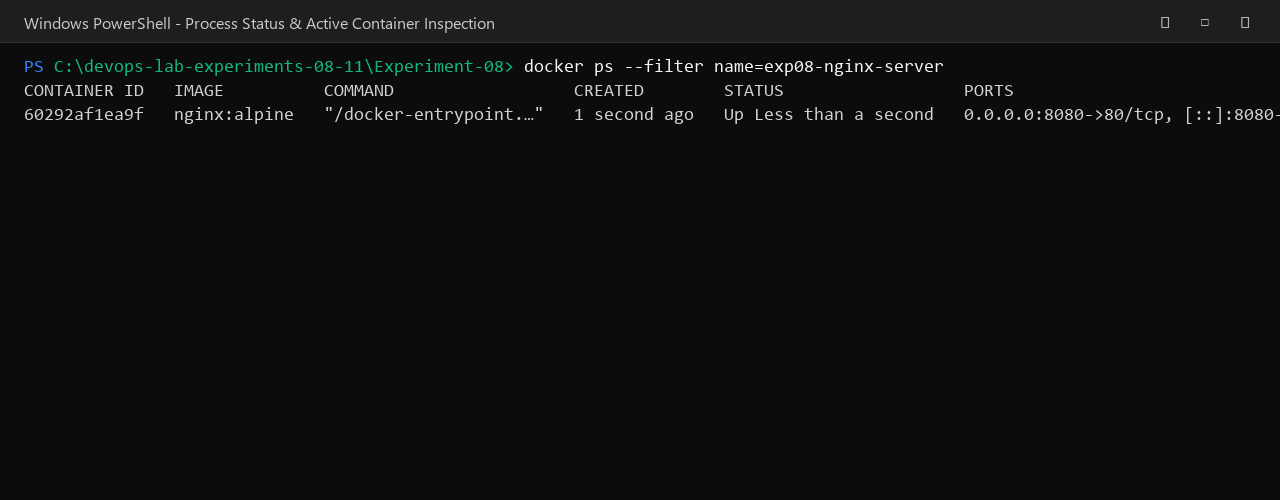 Windows PowerShell - Process Status & Active Container Inspection
PS C:\devops-lab-experiments-08-11\Experiment-08> docker ps --filter name=exp08-nginx-server
CONTAINER ID   IMAGE          COMMAND                  CREATED        STATUS                  PORTS
60292af1ea9f   nginx:alpine   "/docker-entrypoint.…"   1 second ago   Up Less than a second   0.0.0.0:8080->80/tcp, [::]:8080-